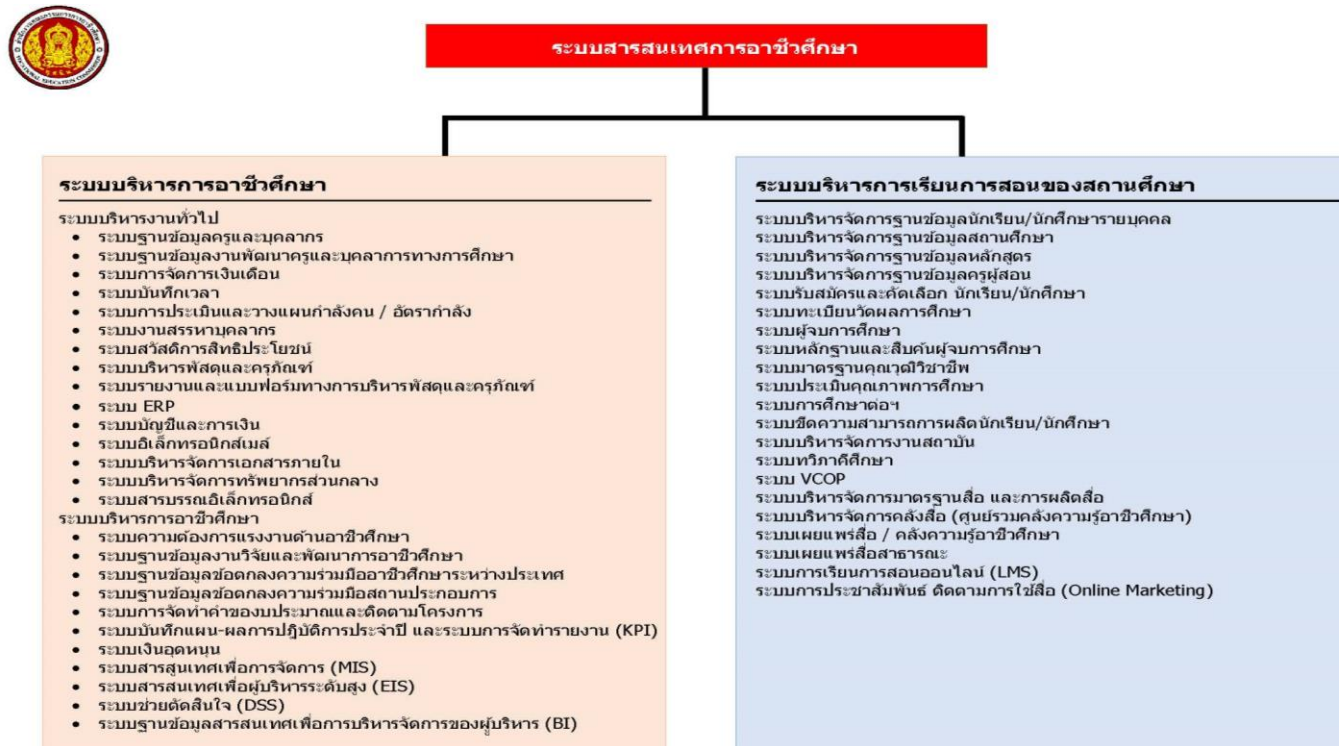 ระบบสารสนเทศการอาชีวศึกษา
ระบบบริหารการอาชีวศึกษา
ระบบบริหารงานทั่วไป
• ระบบฐานข้อมูลครูและบุคลากร
• ระบบฐานข้อมูลงานพัฒนาครูและบุคลาการทางการศึกษา
• ระบบการจัดการเงินเดือน
• ระบบบันทึกเวลา
• ระบบการประเมินและวางแผนกำลังคน / อัตรากำลัง
• ระบบงานสรรหาบุคลากร
• ระบบสวัสดิการสิทธิประโยชน์
• ระบบบริหารพัสดุและครุภัณฑ์
• ระบบรายงานและแบบฟอร์มทางการบริหารพัสดุและครุภัณฑ์
• ระบบ ERP
• ระบบบัญชีและการเงิน
• ระบบอิเล็กทรอนิกส์เมล์
• ระบบบริหารจัดการเอกสารภายใน
• ระบบบริหารจัดการทรัพยากรส่วนกลาง
• ระบบสารบรรณอิเล็กทรอนิกส์
ระบบบริหารการอาชีวศึกษา
• ระบบความต้องการแรงงานด้านอาชีวศึกษา
• ระบบฐานข้อมูลงานวิจัยและพัฒนาการอาชีวศึกษา
• ระบบฐานข้อมูลข้อตกลงความร่วมมืออาชีวศึกษาระหว่างประเทศ
• ระบบฐานข้อมูลข้อตกลงความร่วมมือสถานประกอบการ
• ระบบการจัดทำคำของบประมาณและติดตามโครงการ
• ระบบบันทึกแผน-ผลการปฏิบัติการประจำปี และระบบการจัดทำรายงาน (KPI)
• ระบบเงินอุดหนุน
• ระบบสารสูนเทศเพื่อการจัดการ (MIS)
• ระบบสารสนเทศเพื่อผู้บริหารระดับสูง (EIS)
• ระบบช่วยตัดสินใจ (DSS)
• ระบบฐานข้อมูลสารสนเทศเพื่อการบริหารจัดการของผู้บริหาร (BI)
ระบบบริหารการเรียนการสอนของสถานศึกษา
ระบบบริหารจัดการฐานข้อมูลนักเรียน/นักศึกษารายบุคคล
ระบบบริหารจัดการฐานข้อมูลสถานศึกษา
ระบบบริหารจัดการฐานข้อมูลหลักสูตร
ระบบบริหารจัดการฐานข้อมูลครูผู้สอน
ระบบรับสมัครและคัดเลือก นักเรียน/นักศึกษา
ระบบทะเบียนวัดผลการศึกษา
ระบบผู้จบการศึกษา
ระบบหลักฐานและสืบค้นผู้จบการศึกษา
ระบบมาตรฐานคุณวุฒิวิชาชีพ
ระบบประเมินคุณภาพการศึกษา
ระบบการศึกษาต่อฯ
ระบบขีดความสามารถการผลิตนักเรียน/นักศึกษา
ระบบบริหารจัดการงานสถาบัน
ระบบทวิภาคีศึกษา
ระบบ VCOP
ระบบบริหารจัดการมาตรฐานสื่อ และการผลิตสื่อ
ระบบบริหารจัดการคลังสื่อ (ศูนย์รวมคลังความรู้อาชีวศึกษา)
ระบบเผยแพร่สื่อ / คลังความรู้อาชีวศึกษา
ระบบเผยแพร่สื่อสาธารณะ
ระบบการเรียนการสอนออนไลน์ (LMS)
ระบบการประชาสัมพันธ์ ติดตามการใช้สื่อ (Online Marketing)